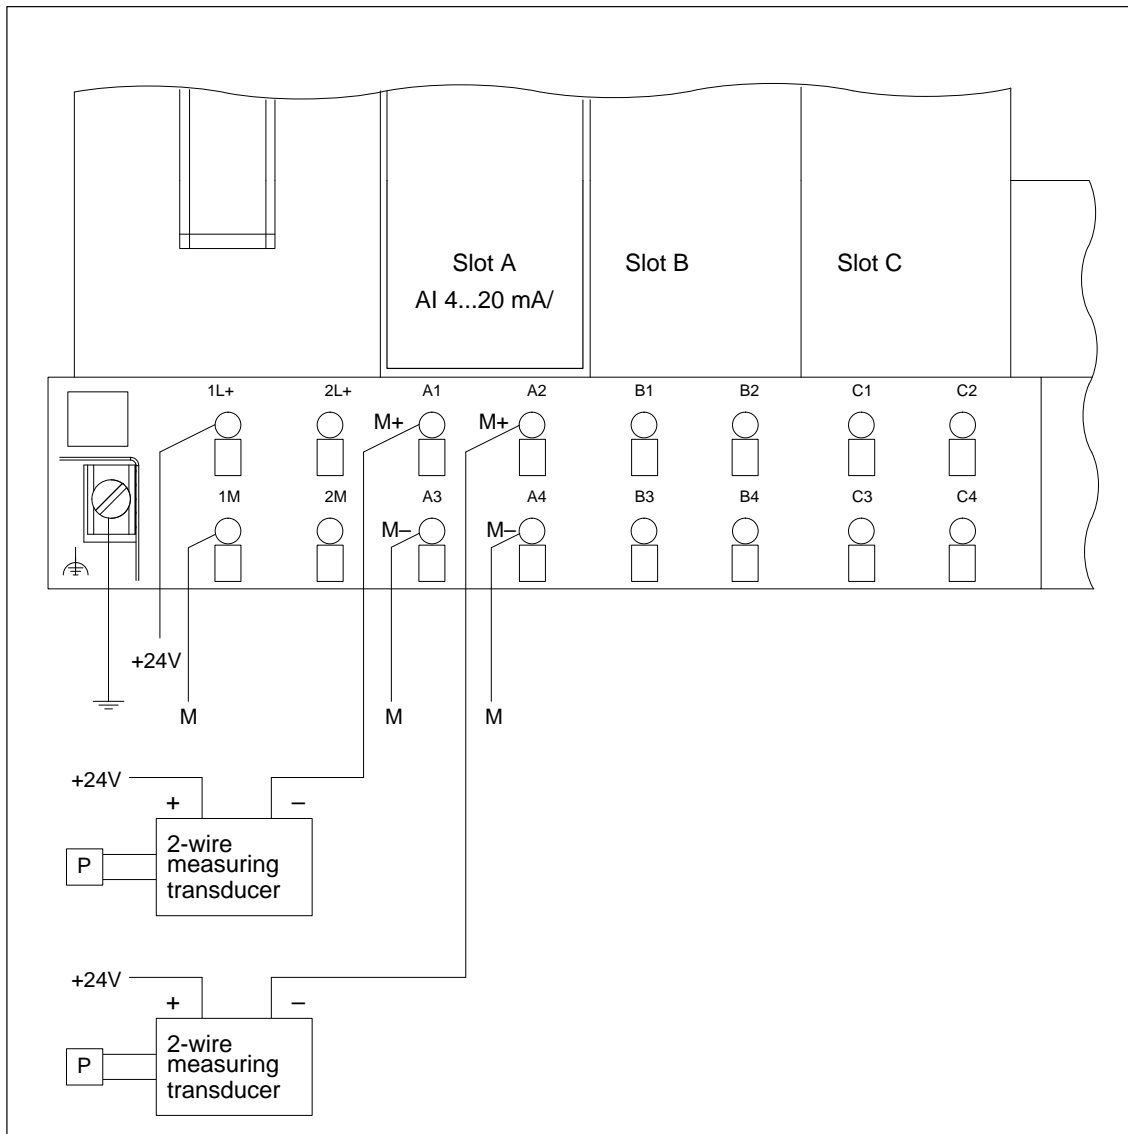 Slot A
Slot B
Slot C
AI 4...20 mA/
1L+
2L+
A1
A2
B1
B2
C1
C2
M+
M+
1M
2M
A3
A4
B3
B4
C3
C4
M–
M–
+24V
M
M
M
+24V
+
–
P
2-wire
measuring
transducer
+24V
+
–
P
2-wire
measuring
transducer